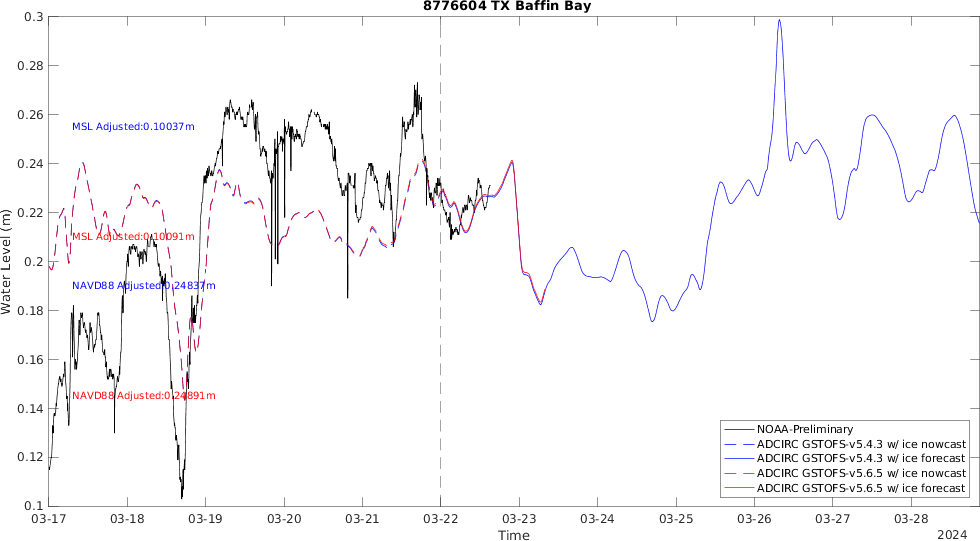 8776604 TX Baffin Bay
0.3
0.28
0.26
0.24
0.22
0.2
0.18
0.16
0.14
0.12
0.1
Water Level (m)
MSL Adjusted:0.10037m
MSL Adjusted:0.10091m
NAVD88 Adjusted:0.24837m
NAVD88 Adjusted:0.24891m
NOAA-Preliminary
ADCIRC GSTOFS-v5.4.3 w/ ice nowcast
ADCIRC GSTOFS-v5.4.3 w/ ice forecast
ADCIRC GSTOFS-v5.6.5 w/ ice nowcast
ADCIRC GSTOFS-v5.6.5 w/ ice forecast
03-17 03-18 03-19 03-20 03-21 03-22 03-23 03-24 03-25 03-26 03-27 03-28
Time
2024